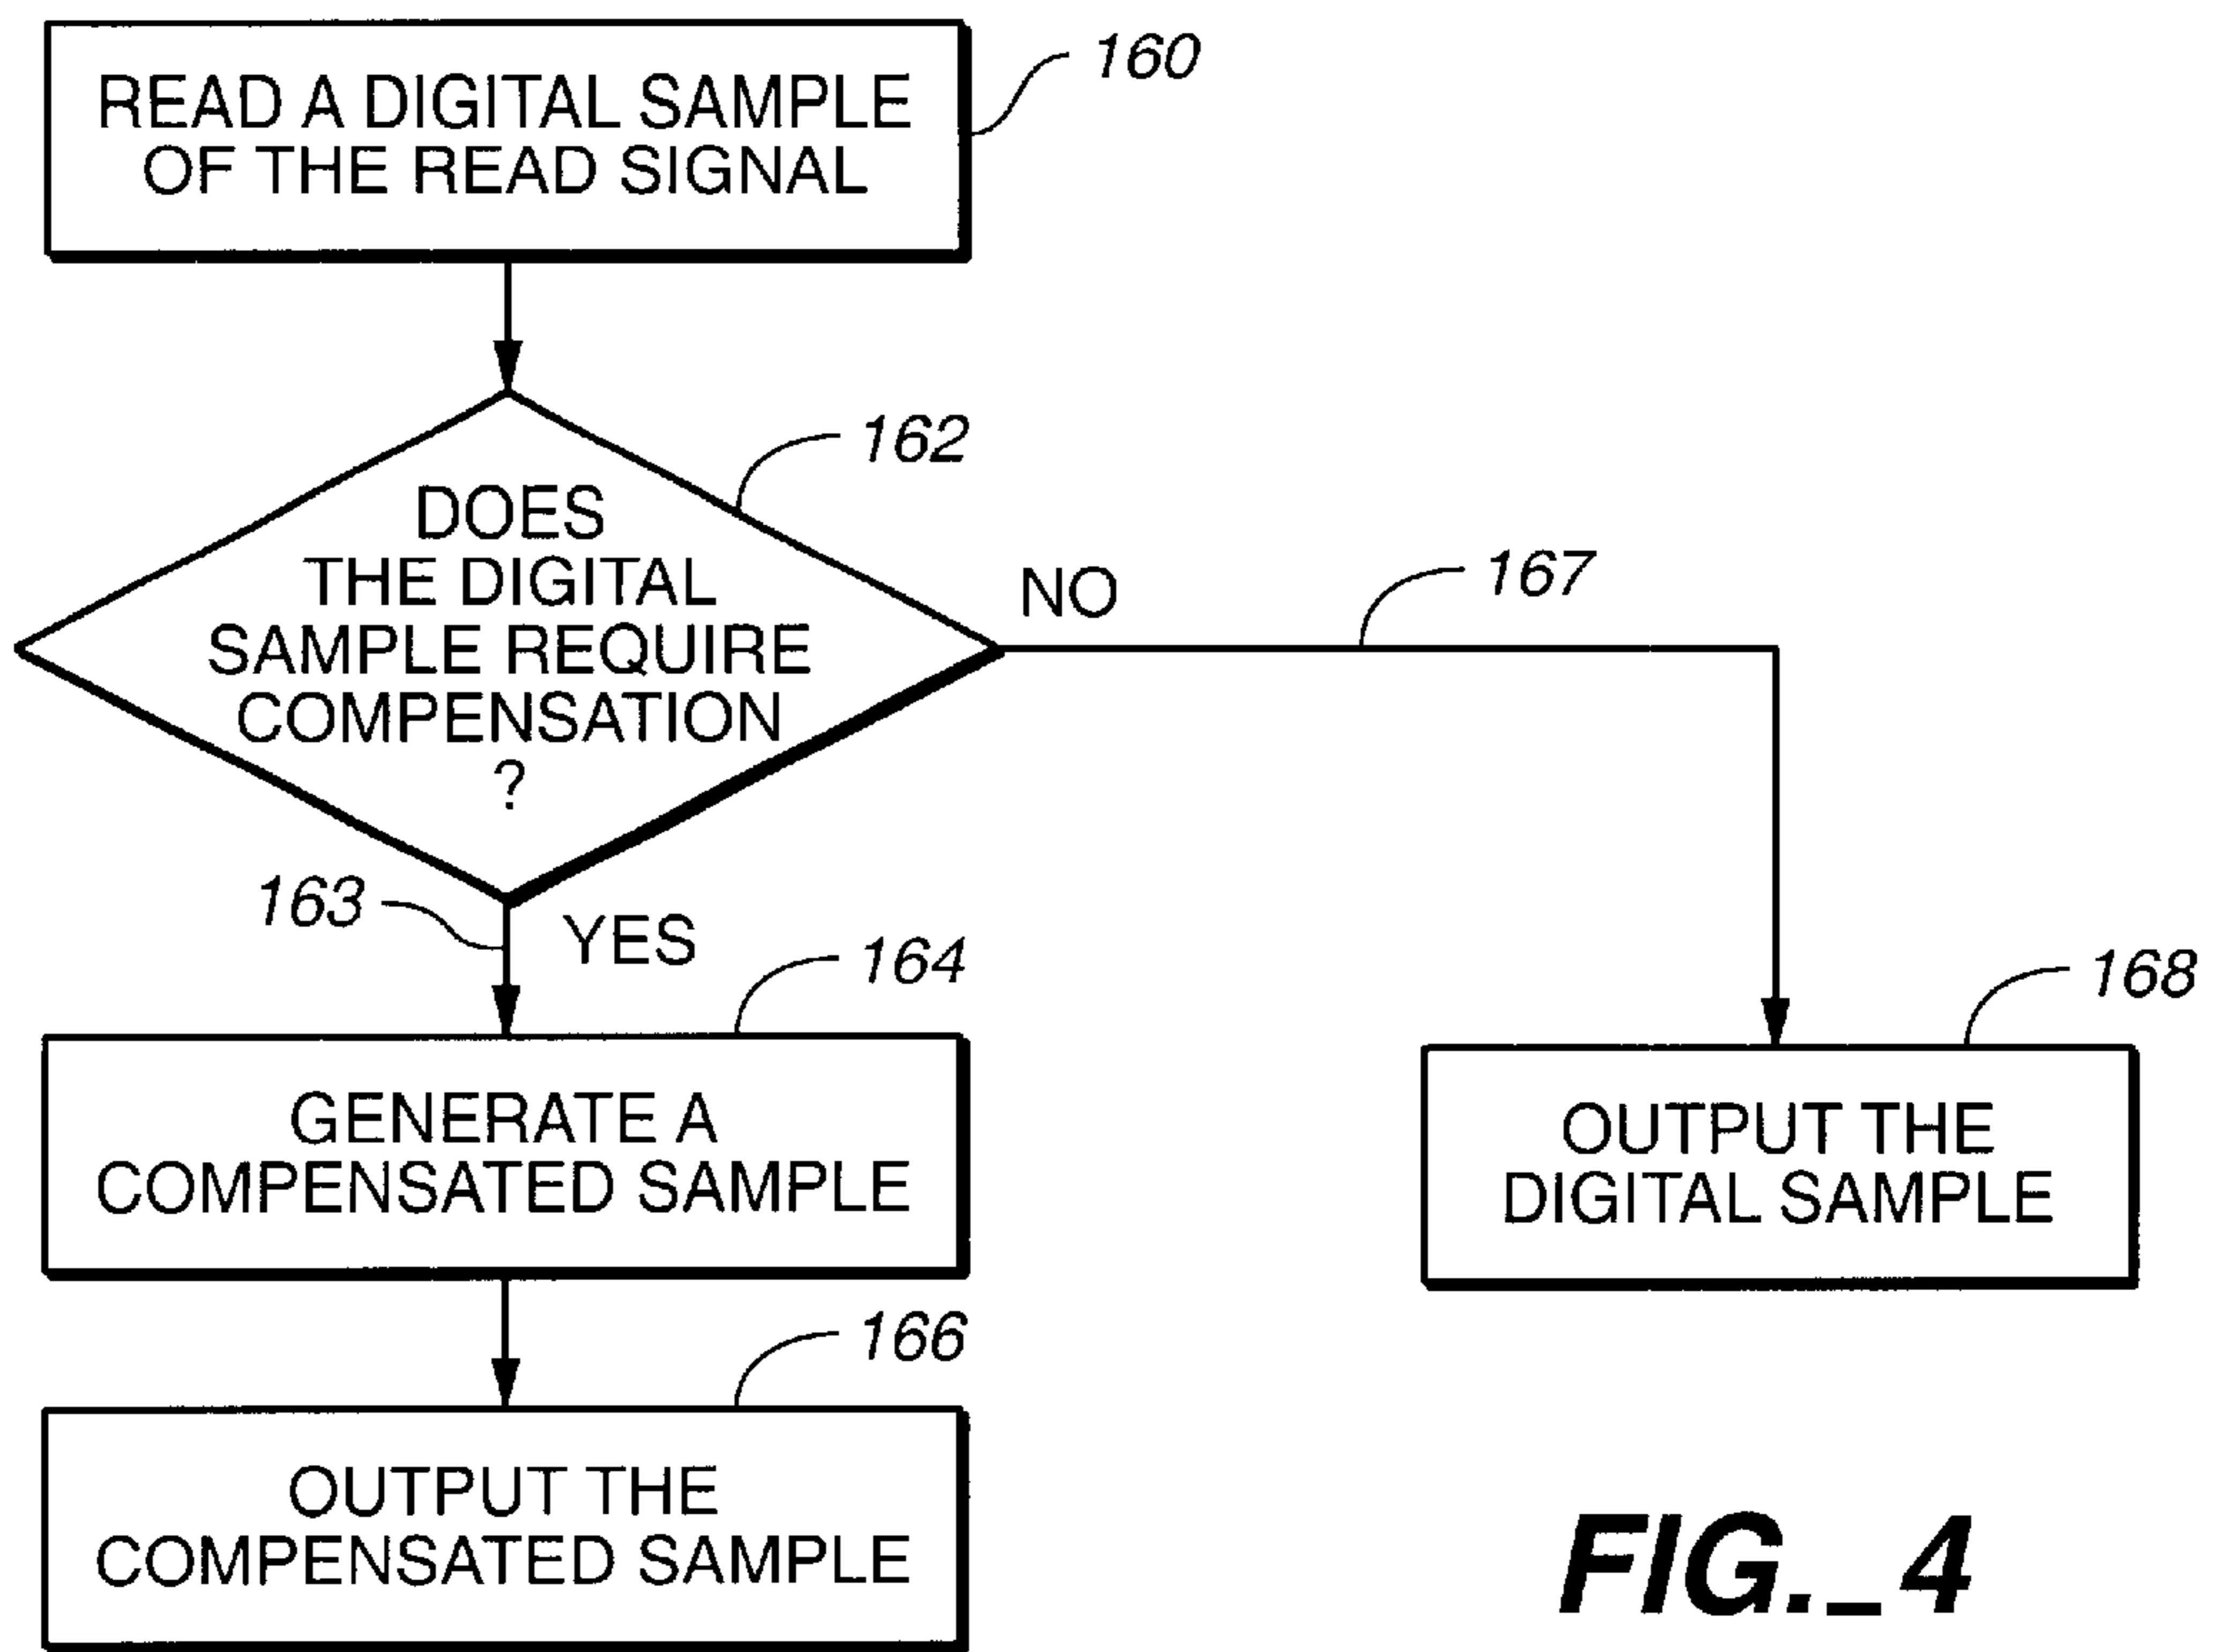 READ A DIGITAL SAMPLE
OF THE READ SIGNAL
160
DOES
THE DIGITAL
SAMPLE REQUIRE
COMPENSATION
?
162
NO
167
163
YES
164
GENERATE A
COMPENSATED SAMPLE
168
OUTPUT THE
DIGITAL SAMPLE
166
OUTPUT THE
COMPENSATED SAMPLE
FIG._4